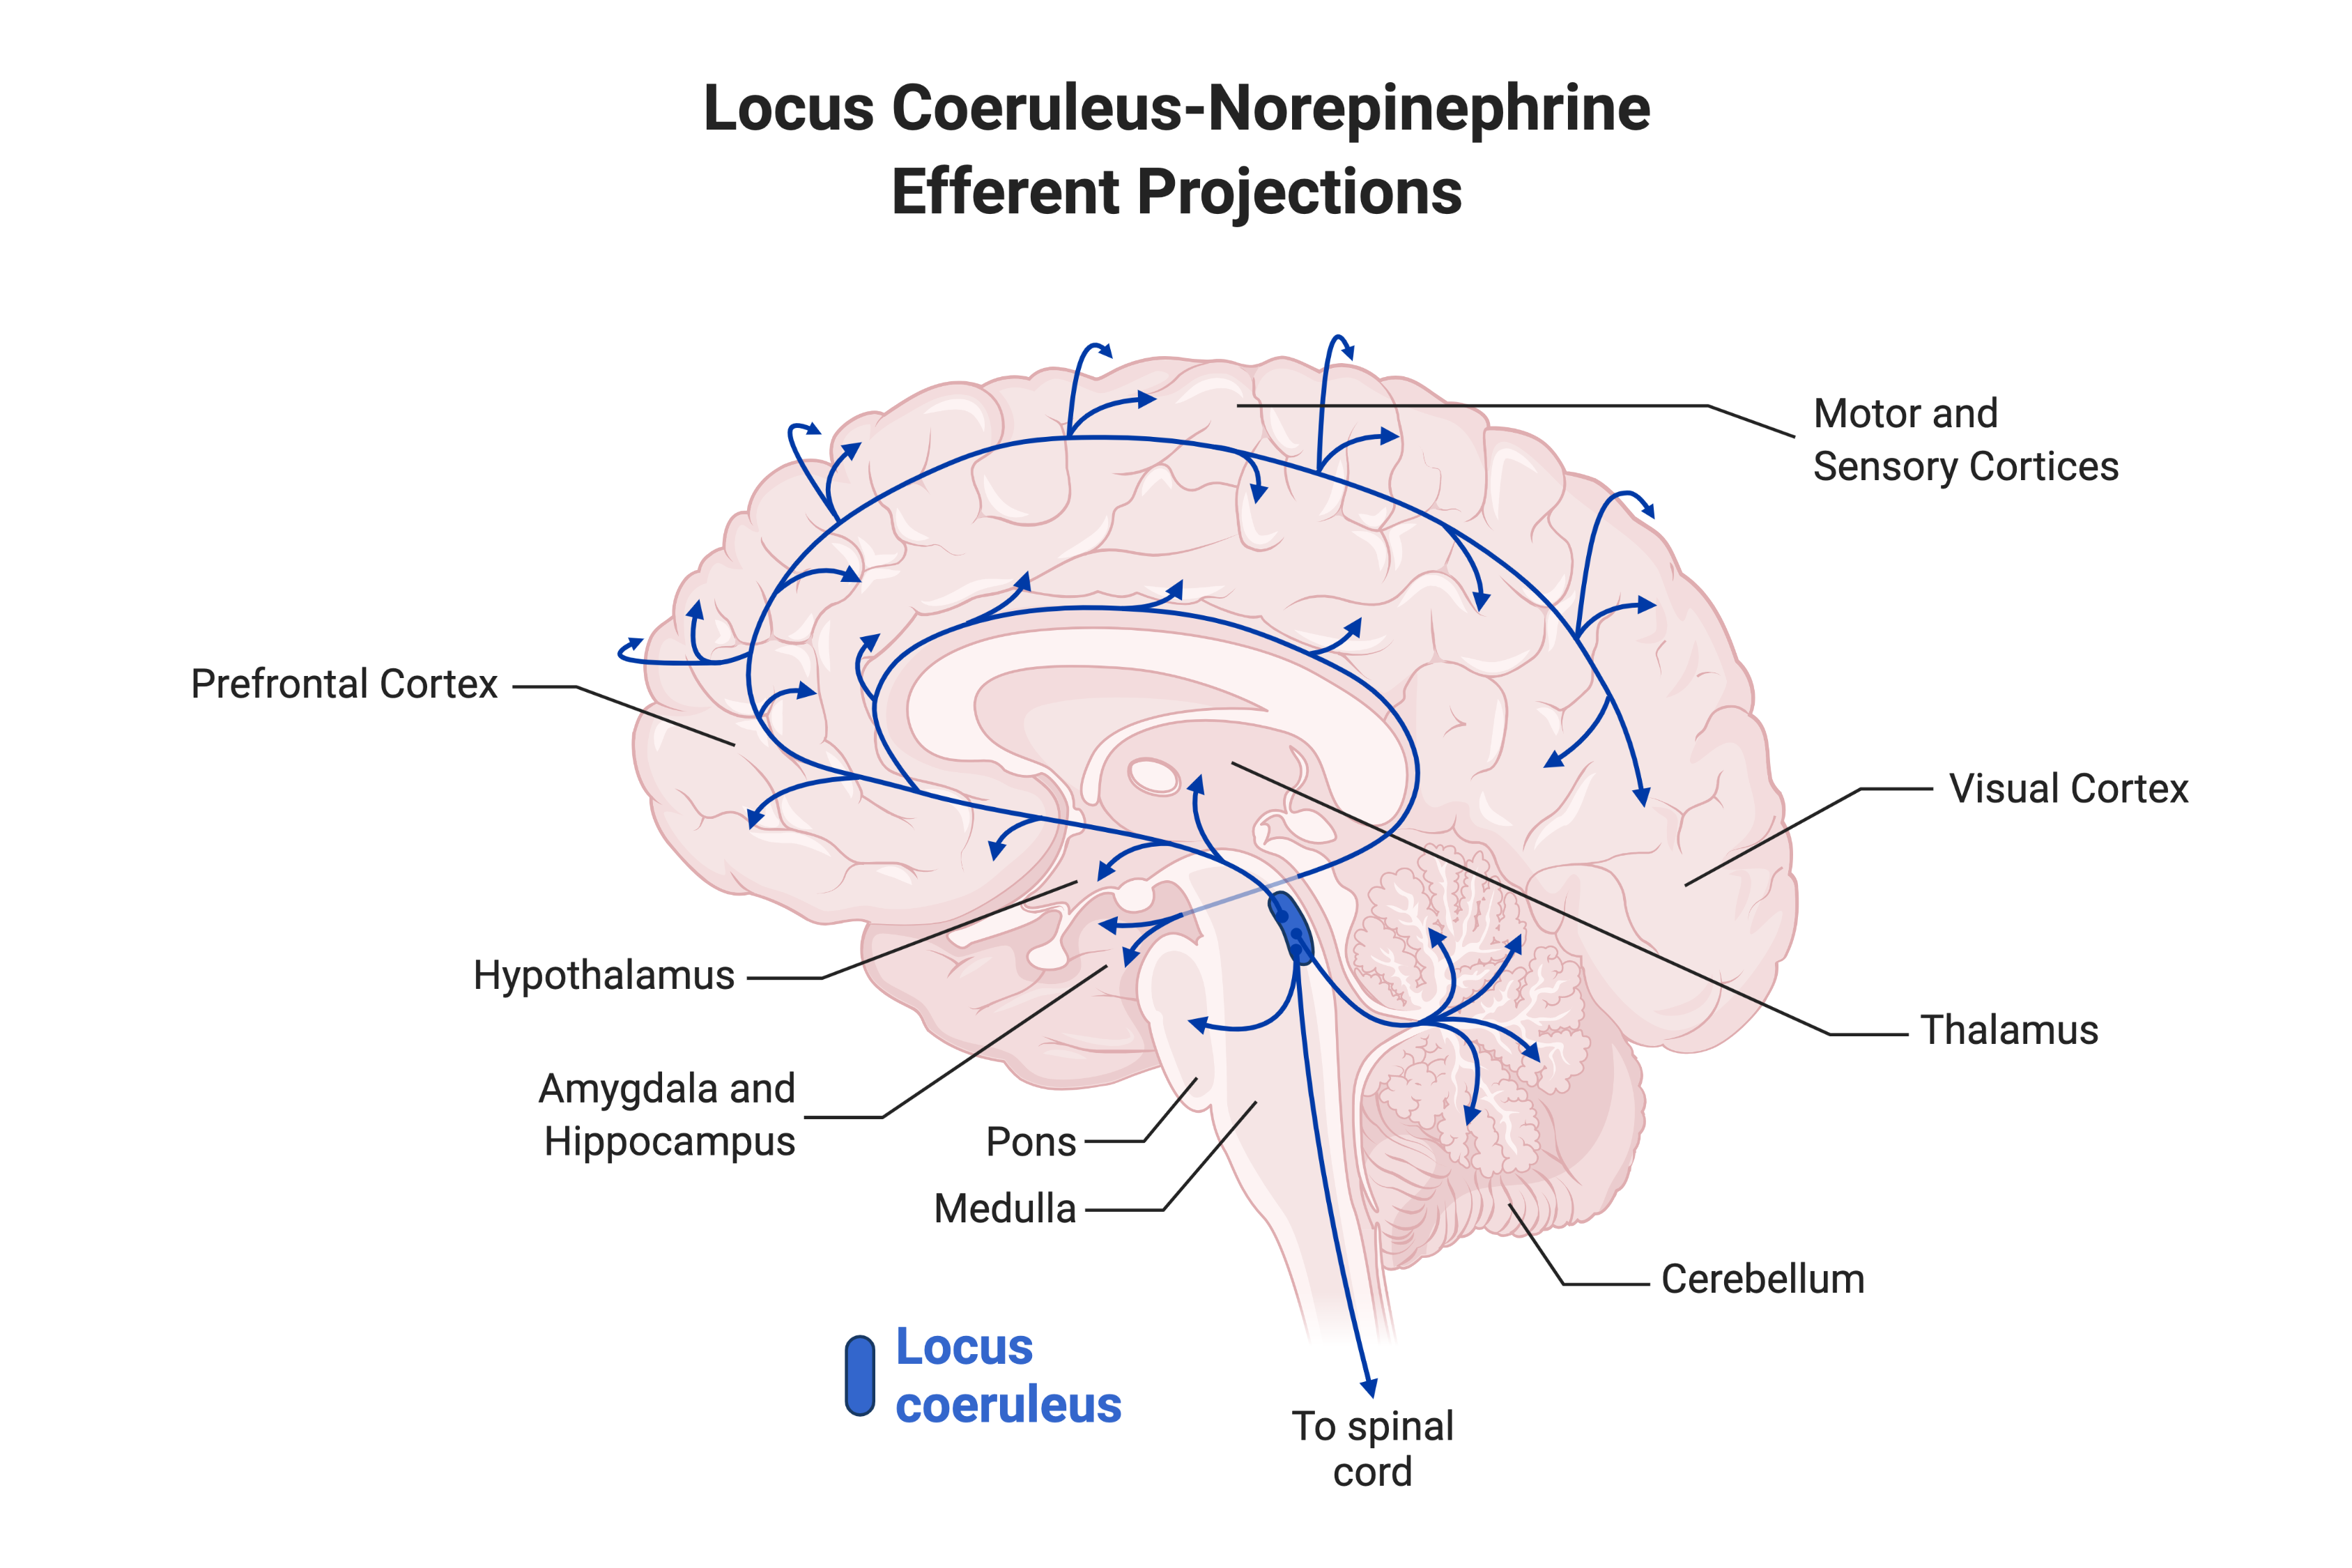 Locus Coeruleus-Norepinephrine
Efferent Projections
Motor and
Sensory Cortices
Prefrontal Cortex
Visual Cortex
Hypothalamus
Thalamus
Amygdala and
Hippocampus
Pons
Medulla
Cerebellum
Locus
coeruleus
To spinal
cord